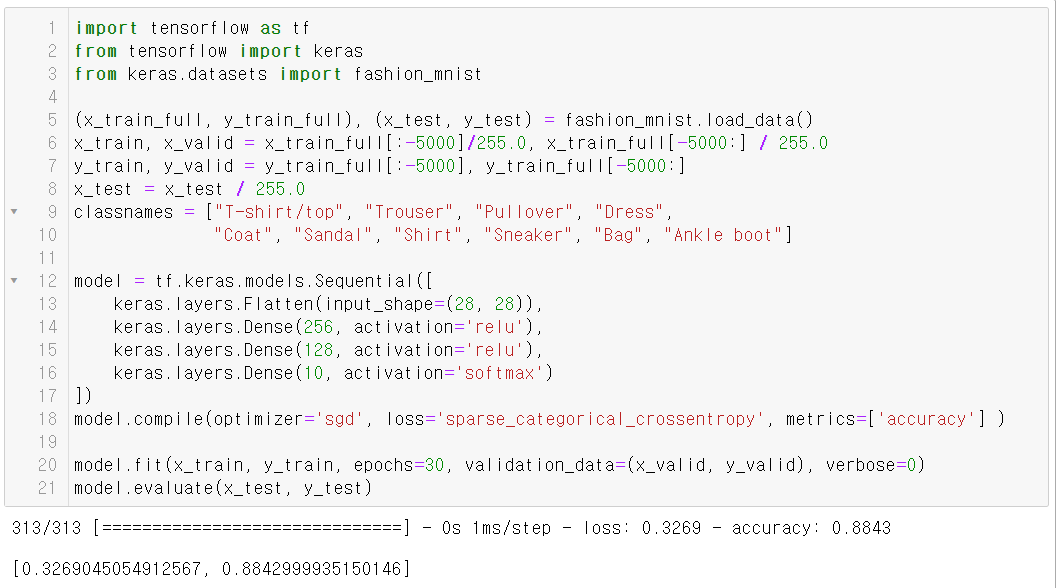 1 import tensorflow as tf
2 from tensorflow import keras
3 from keras.datasets import fashion_mnist
4
5 (x_train_full, y_train_full), (x_test, y_test) = fashion_mnist.load_data()
6 x_train, x_valid = x_train_full[:-5000]/255.0, x_train_full[-5000:] / 255.0
7 y_train, y_valid = y_train_full[:-5000], y_train_full[-5000:]
8 x_test = x_test / 255.0
9 classnames = ["T-shirt/top", "Trouser", "Pullover", "Dress",
10               "Coat", "Sandal", "Shirt", "Sneaker", "Bag", "Ankle boot"]
11
12 model = tf.keras.models.Sequential([
13     keras.layers.Flatten(input_shape=(28, 28)),
14     keras.layers.Dense(256, activation='relu'),
15     keras.layers.Dense(128, activation='relu'),
16     keras.layers.Dense(10, activation='softmax')
17 ])
18 model.compile(optimizer='sgd', loss='sparse_categorical_crossentropy', metrics=['accuracy'] )
19
20 model.fit(x_train, y_train, epochs=30, validation_data=(x_valid, y_valid), verbose=0)
21 model.evaluate(x_test, y_test)
313/313 [==============================] - 0s 1ms/step - loss: 0.3269 - accuracy: 0.8843
[0.3269045054912567, 0.8842999935150146]